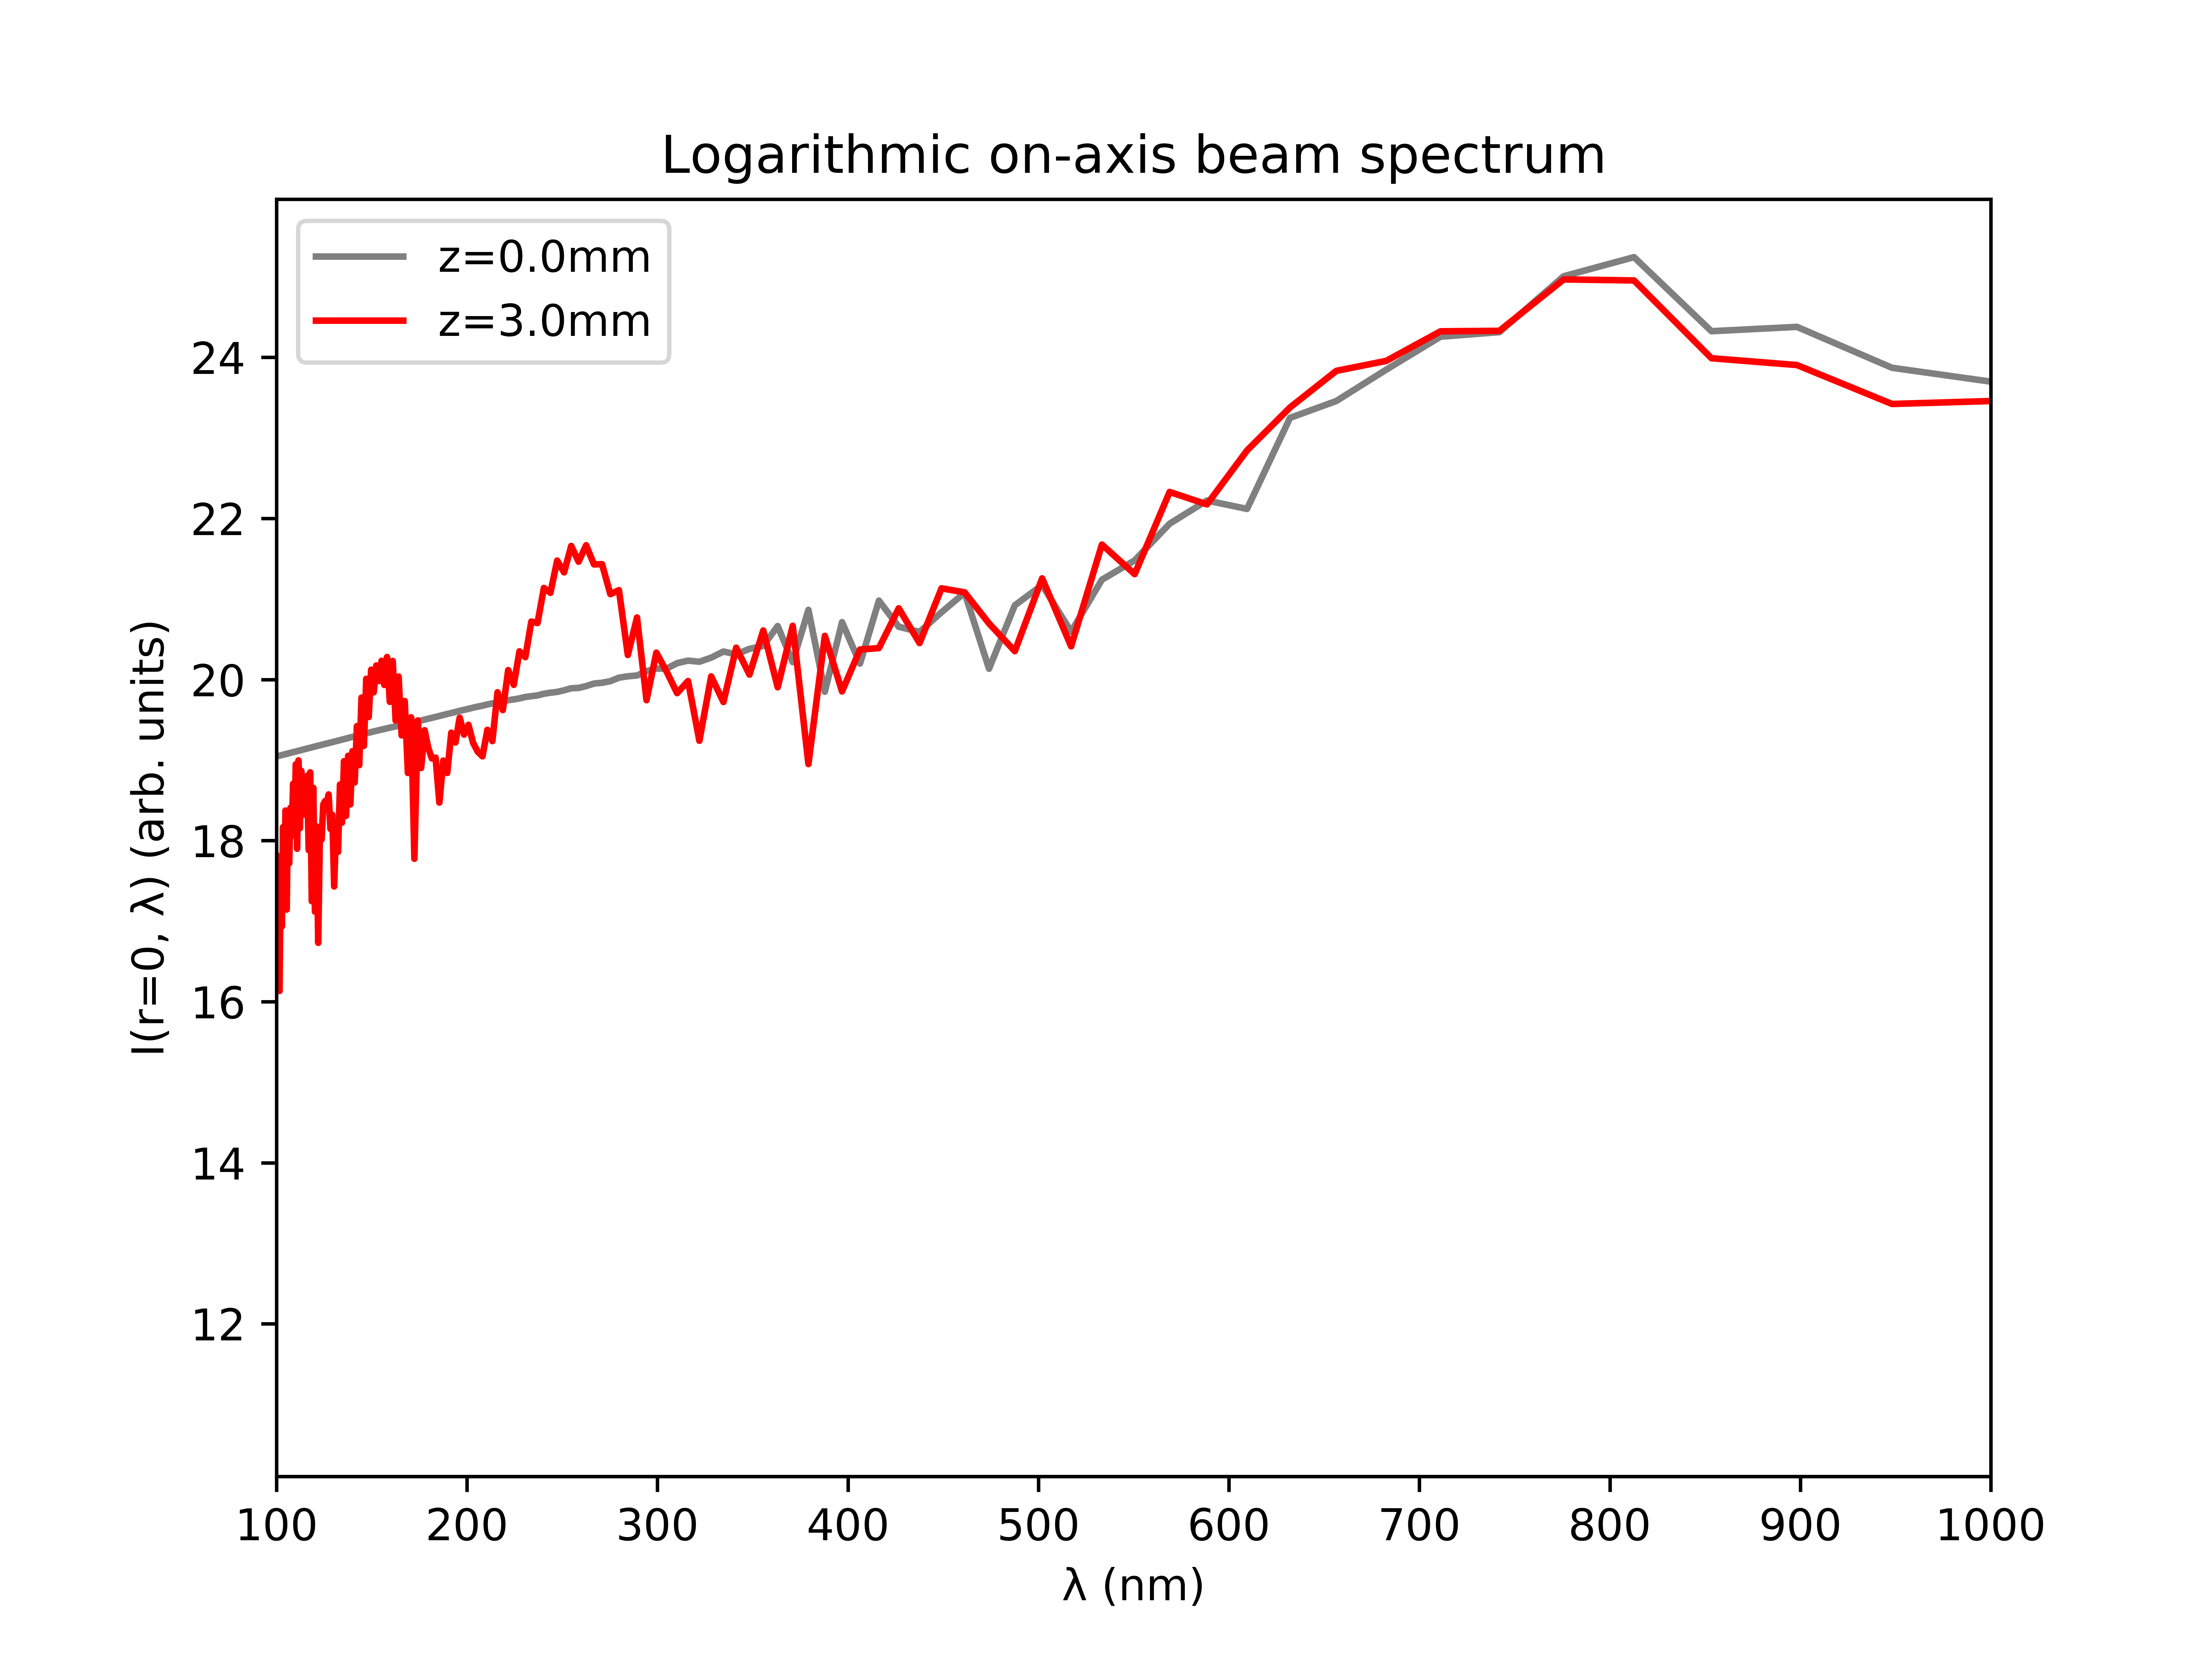 Logarithmic on-axis beam spectrum
z=0.0mm
z=3.0mm
I(r=0, λ) (arb. units)
24
22
20
18
16
14
12
100 200 300 400 500 600 700 800 900 1000
λ (nm)